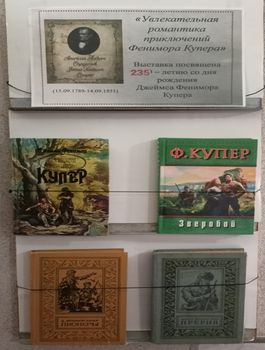 «Увлекательная
романтика
приключений
Фенимора Купера»
Выставка посвящена
235 – летию со дня
рождения
Джеймса Фенимора
Купера
(15.09.1789-14.09.1851)
КУПЕР
Ф. КУПЕР
Зверобой
ПИОНЕРЫ
ПРЕРИЯ